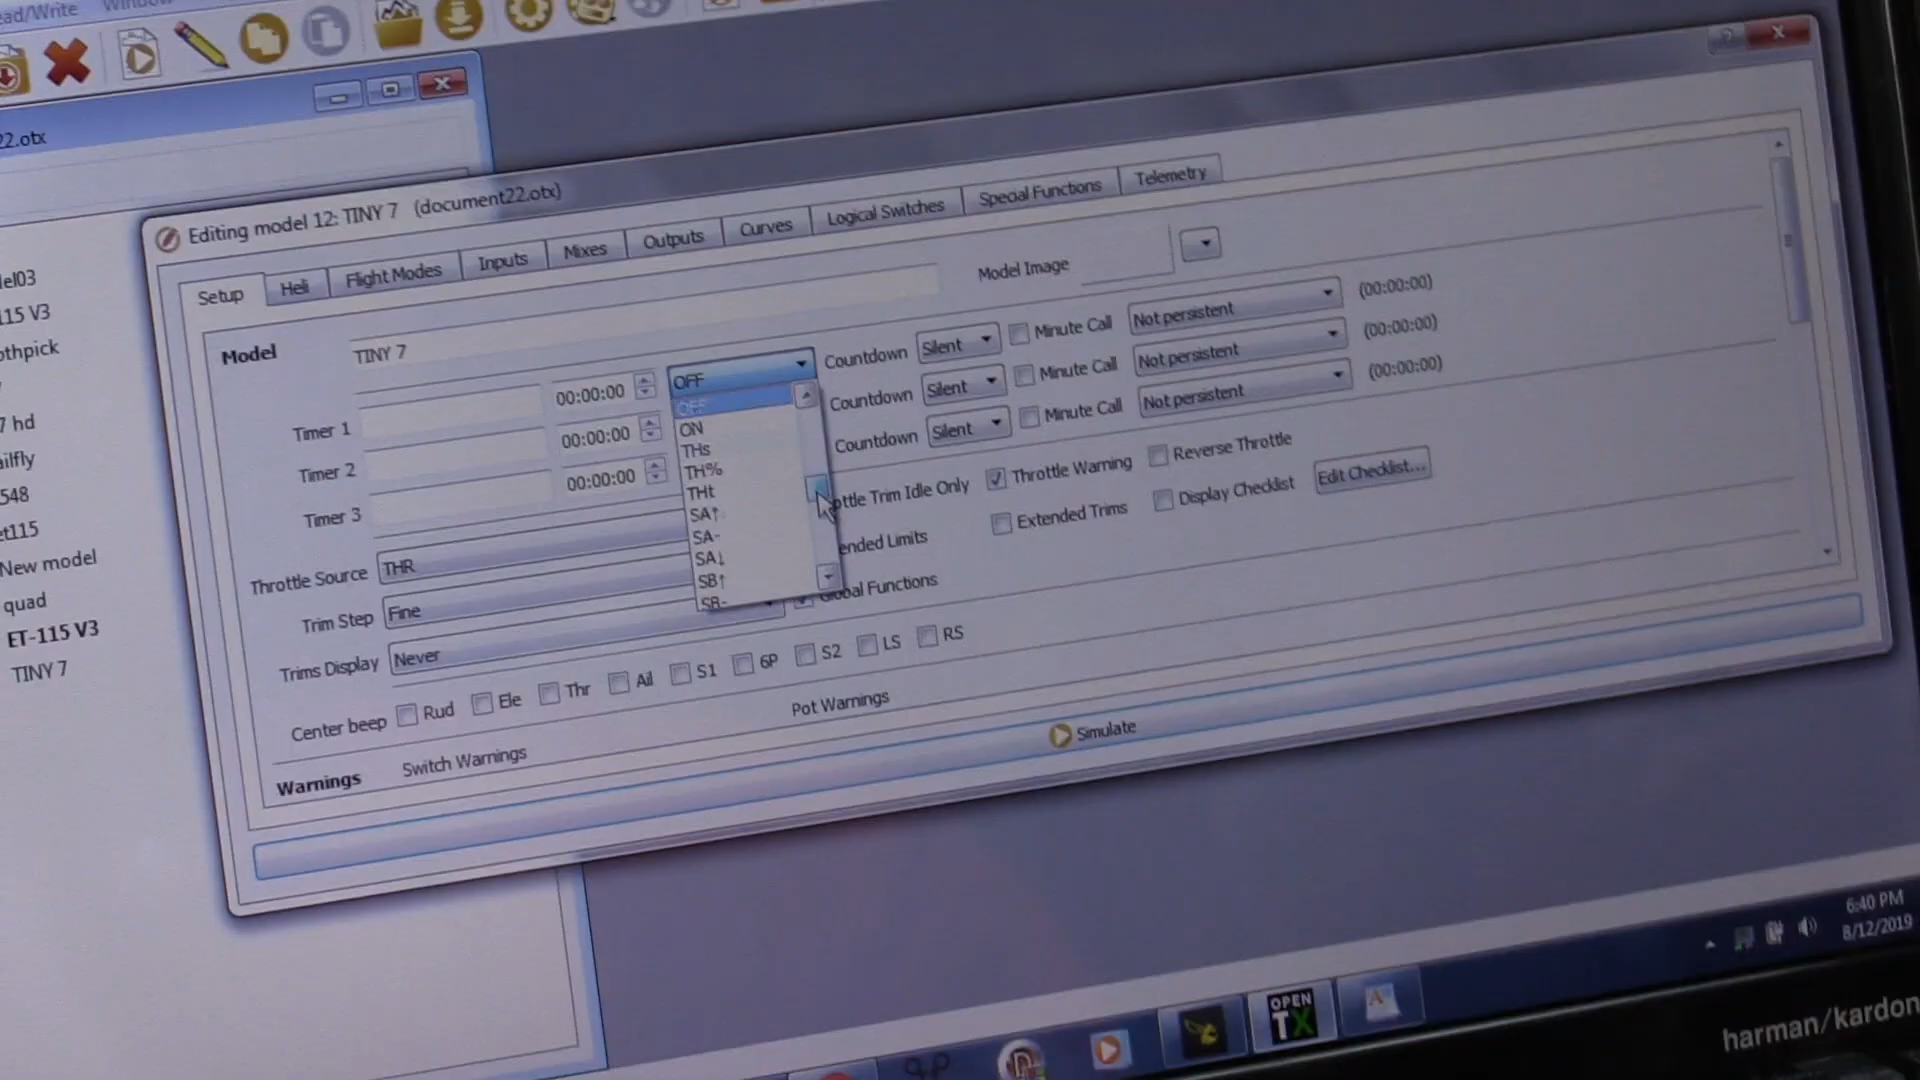 ead/Write
22.otx
el03
115 V3
othpick
7 hd
ailfly
548
et115
New model
quad
ET-115 V3
TINY 7
Editing model 12: TINY 7 (document22.otx)
Setup
Heli
Flight Modes
Inputs
Mixes
Outputs
Curves
Logical Switches
Special Functions
Telemetry
Model
TINY 7
Model Image
Timer 1
00:00:00
OFF
Countdown
Silent
Minute Call
Not persistent
(00:00:00)
Timer 2
00:00:00
Countdown
Silent
Minute Call
Not persistent
(00:00:00)
Timer 3
00:00:00
Countdown
Silent
Minute Call
Not persistent
(00:00:00)
OFF
ON
THs
TH%
THt
SA↑
SA-
SA↓
SB↑
SB-
Throttle Source
THR
ottle Trim Idle Only
Throttle Warning
Reverse Throttle
Trim Step
Fine
ended Limits
Extended Trims
Display Checklist
Edit Checklist...
Trims Display
Never
Global Functions
Center beep
Rud
Ele
Thr
Ail
S1
6P
S2
LS
RS
Warnings
Switch Warnings
Pot Warnings
Simulate
6:40 PM
8/12/2019
OPEN
TX
harman/kardon